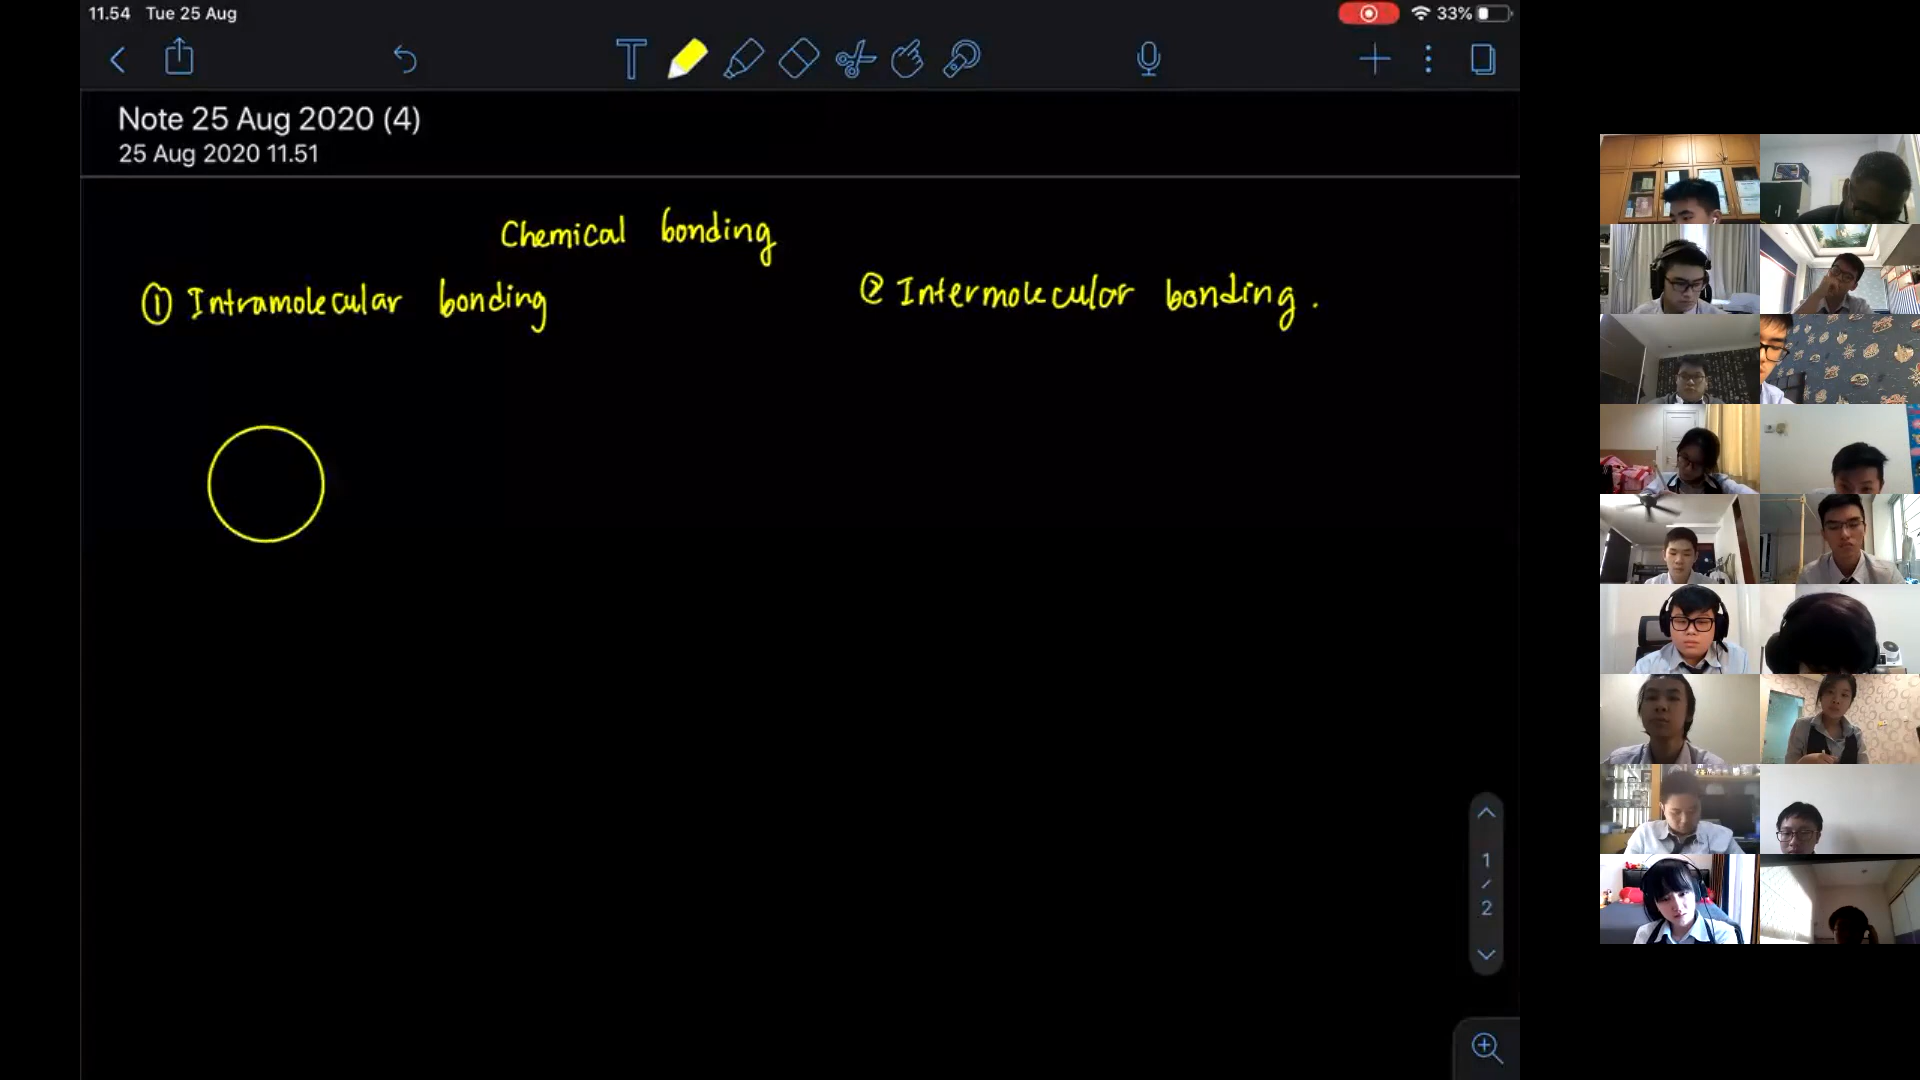 11.54 Tue 25 Aug
33%
T
Note 25 Aug 2020 (4)
25 Aug 2020 11.51
Chemical bonding
① Intramolecular bonding
② Intermolecular bonding.
1
/
2